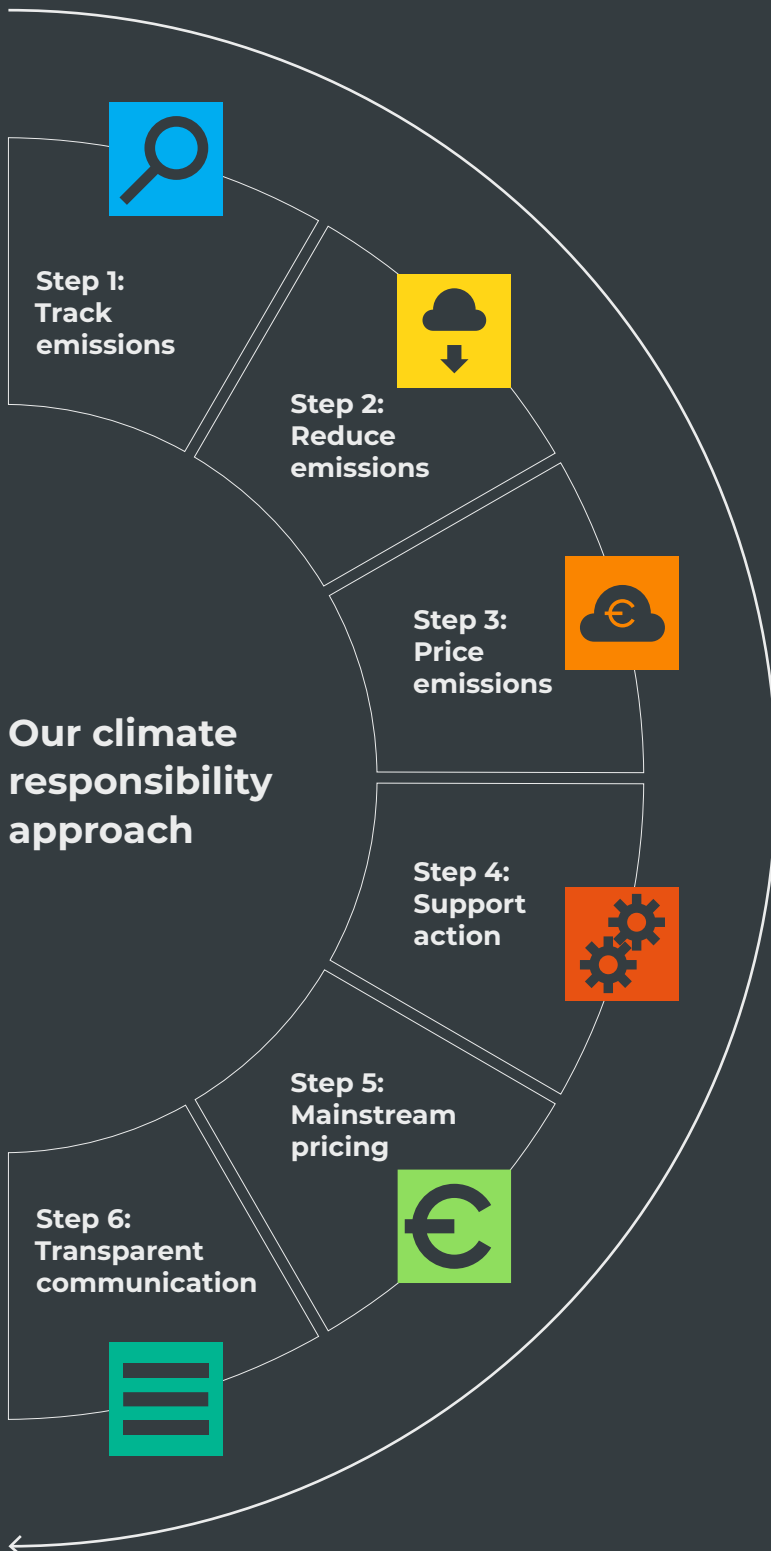 Step 1:
Track
emissions
Step 2:
Reduce
emissions
Step 3:
Price
emissions
Our climate
responsibility
approach
Step 4:
Support
action
Step 5:
Mainstream
pricing
Step 6:
Transparent
communication